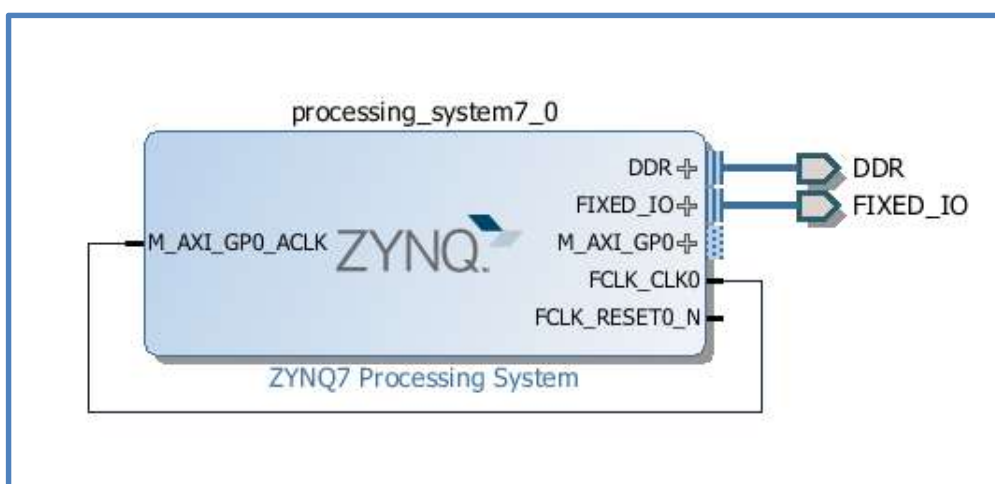 processing_system7_0
DDR
FIXED_IO
M_AXI_GP0
FCLK_CLK0
FCLK_RESET0_N
M_AXI_GP0_ACLK
ZYNQ.
ZYNQ7 Processing System
DDR
FIXED_IO